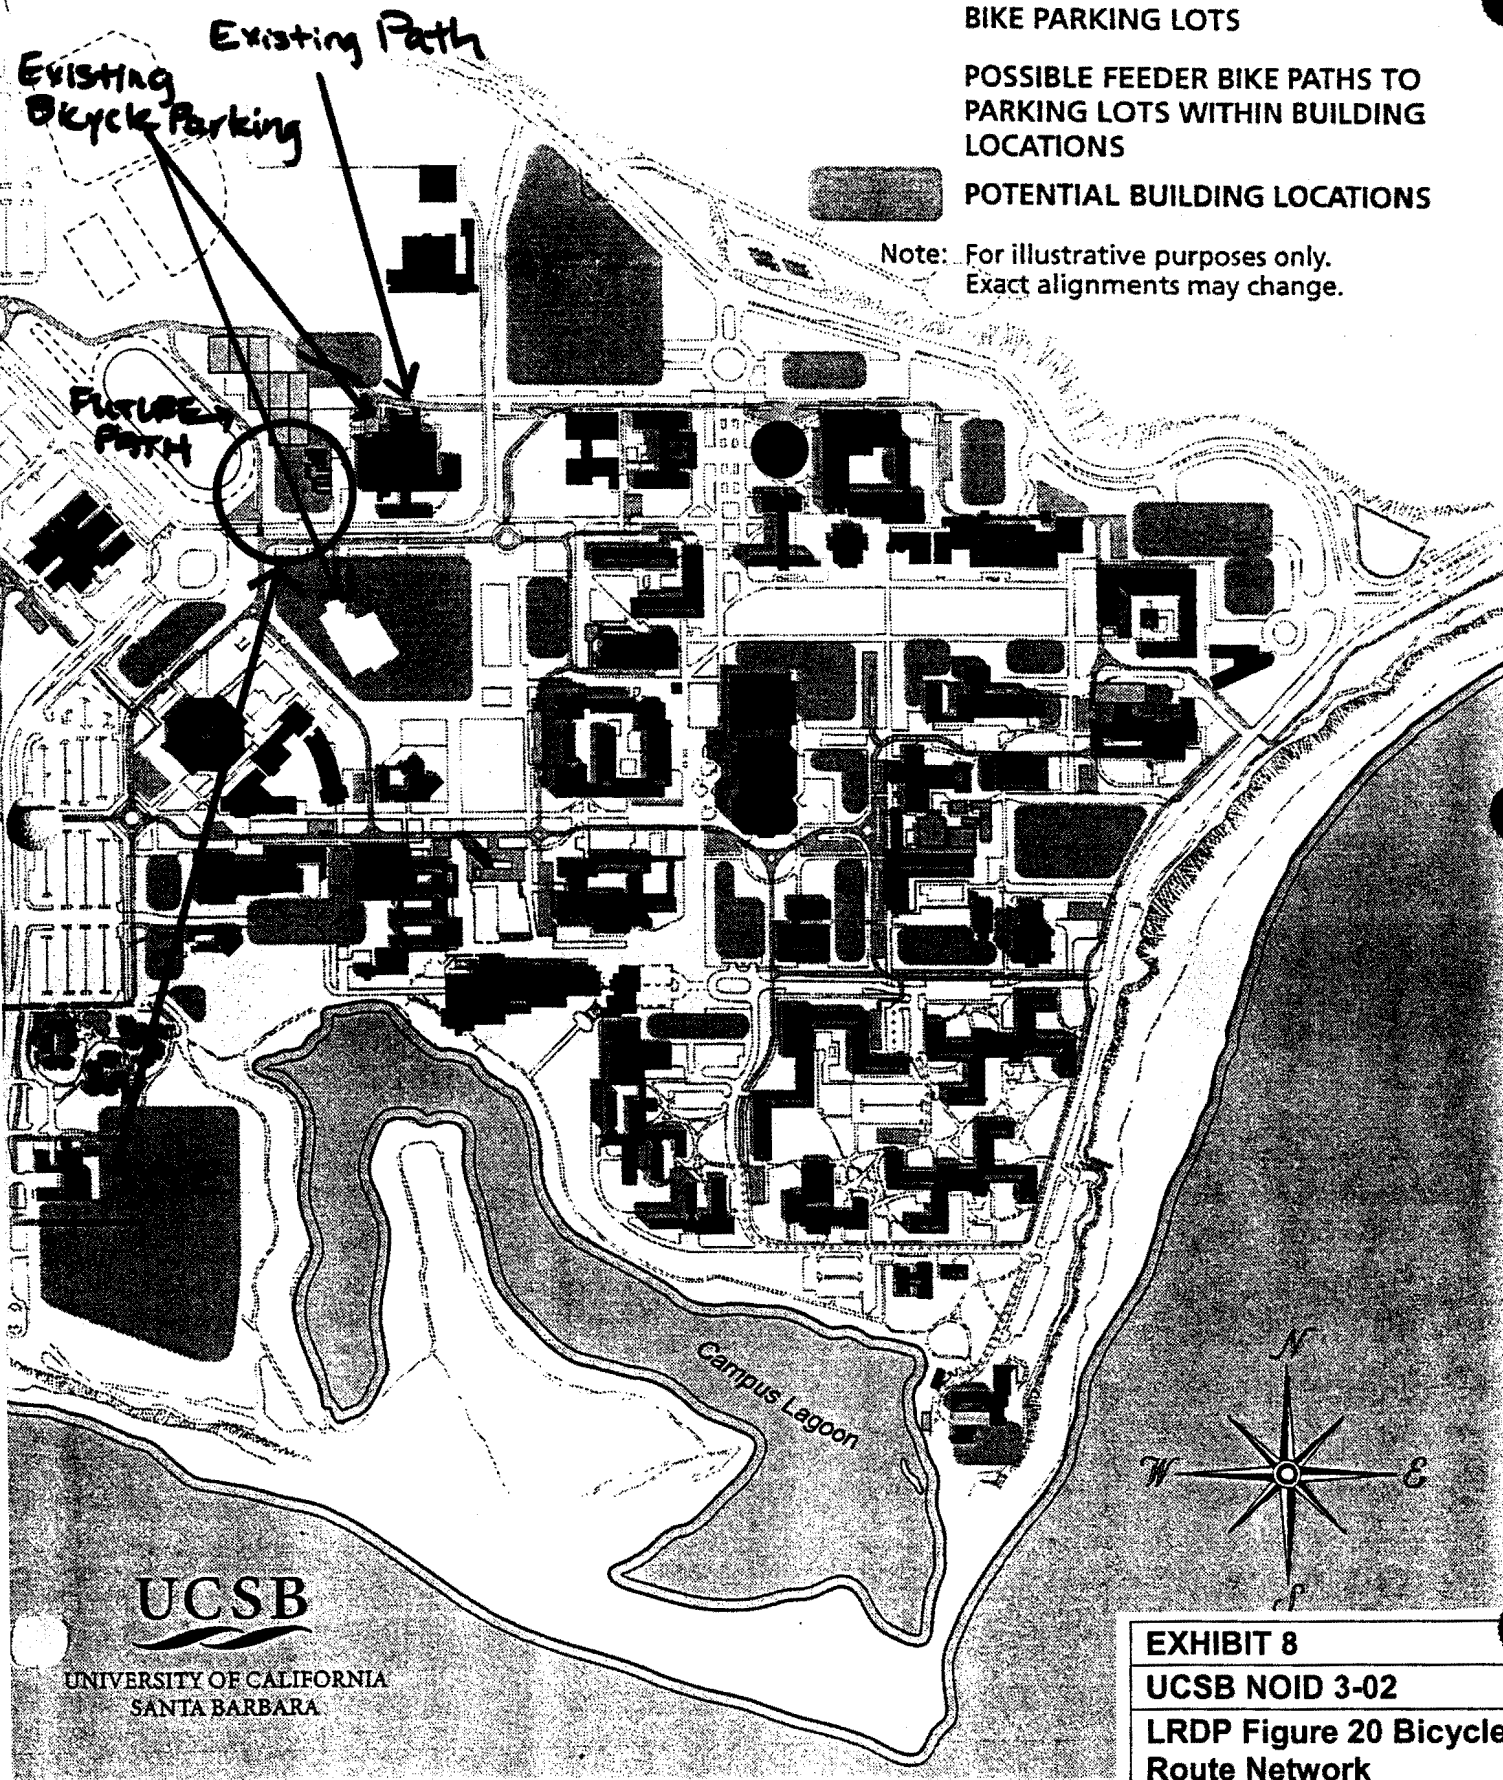 BIKE PARKING LOTS
POSSIBLE FEEDER BIKE PATHS TO
PARKING LOTS WITHIN BUILDING
LOCATIONS
POTENTIAL BUILDING LOCATIONS
Note: For illustrative purposes only.
Exact alignments may change.
Existing Path
Existing
Bicycle Parking
FUTURE
PATH
Campus Lagoon
N
W
E
S
UCSB
UNIVERSITY OF CALIFORNIA
SANTA BARBARA
EXHIBIT 8
UCSB NOID 3-02
LRDP Figure 20 Bicycle
Route Network